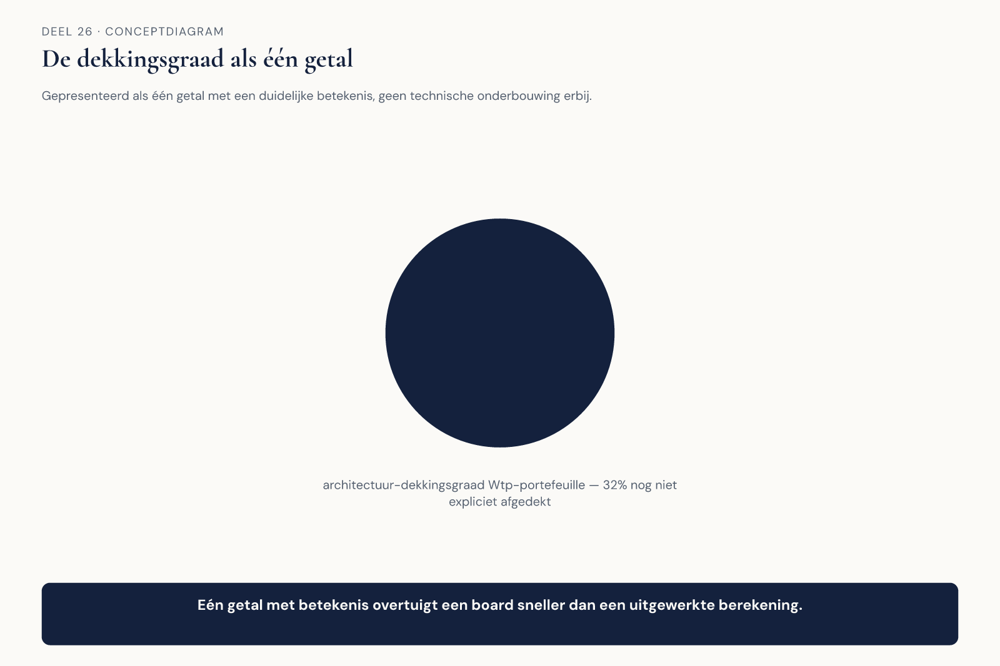 DEEL 26 · CONCEPTDIAGRAM
De dekkingsgraad als één getal
Gepresenteerd als één getal met een duidelijke betekenis, geen technische onderbouwing erbij.
architectuur-dekkingsgraad Wtp-portefeuille — 32% nog niet
expliciet afgedekt
Eén getal met betekenis overtuigt een board sneller dan een uitgewerkte berekening.